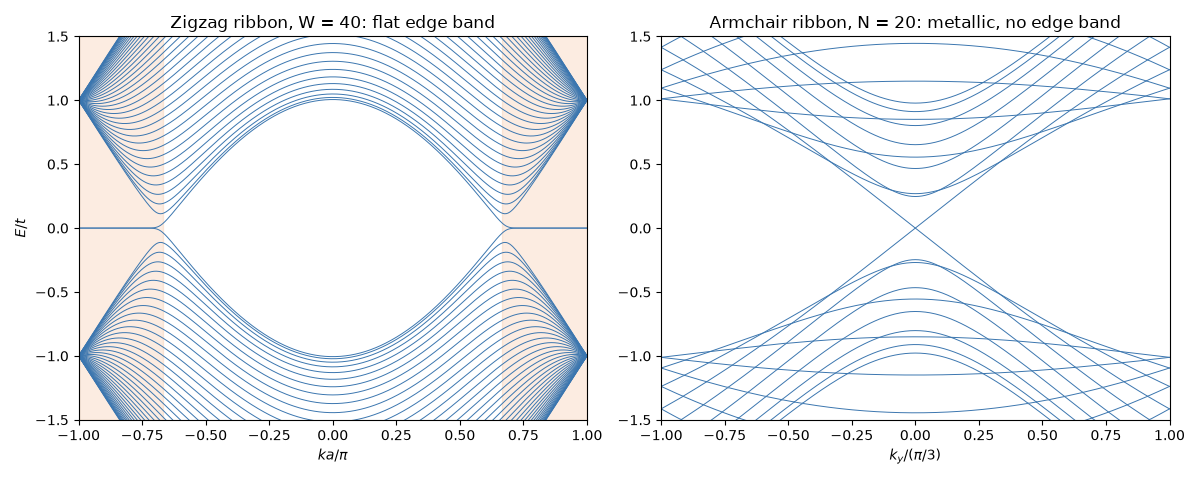 Zigzag ribbon, W = 40: flat edge band
1.5
1.0
0.5
0.0
−0.5
−1.0
−1.5
E/t
−1.00 −0.75 −0.50 −0.25 0.00 0.25 0.50 0.75 1.00
ka/π
Armchair ribbon, N = 20: metallic, no edge band
1.5
1.0
0.5
0.0
−0.5
−1.0
−1.5
−1.00 −0.75 −0.50 −0.25 0.00 0.25 0.50 0.75 1.00
k_y/(π/3)